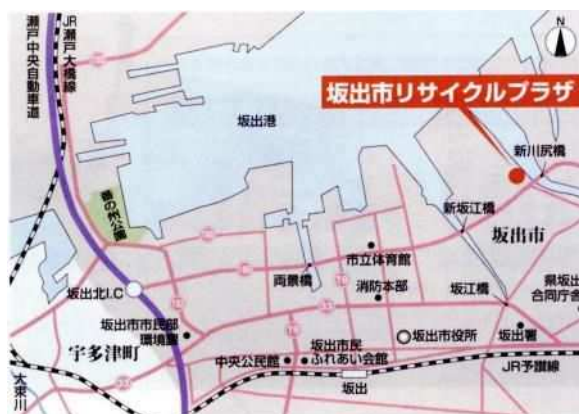 瀬戸中央自動車道
JR瀬戸大橋線
N
坂出市リサイクルプラザ
坂出港
新川尻橋
番の州公園
新坂江橋
坂出市
市立体育館
両景橋
消防本部
坂出北I.C
坂江橋
県坂出
合同庁舎
坂出市市民部
坂出市役所
坂出署
宇多津町
坂出市民
ふれあい会館
中央公民館
JR予讃線
坂出
大束川
33
33